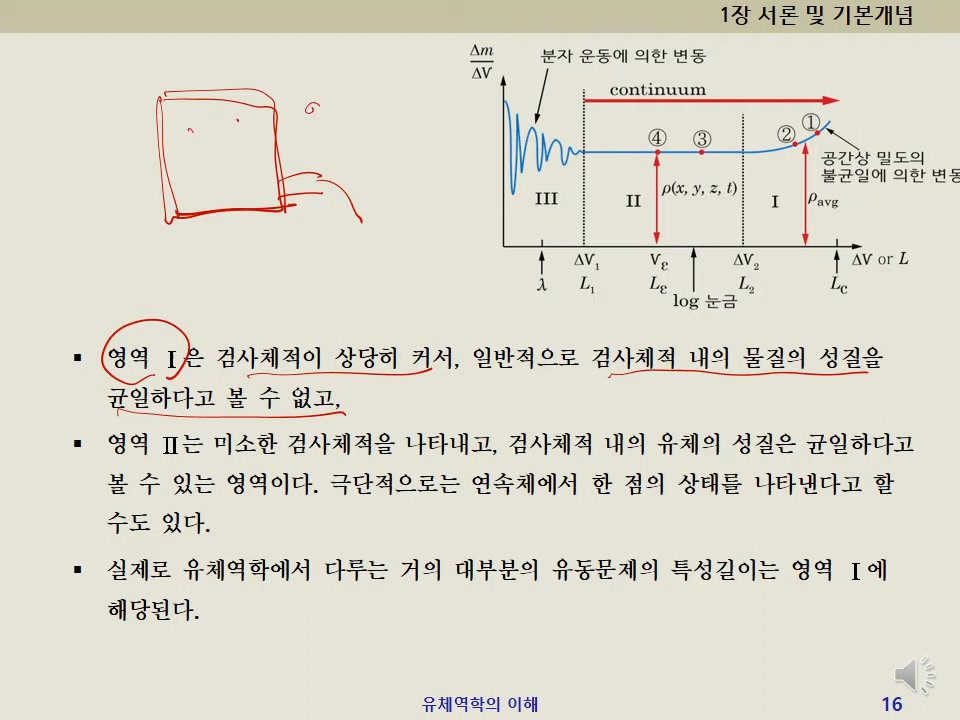 1장 서론 및 기본개념
Δm
ΔV
분자 운동에 의한 변동
continuum
④ ③ ② ①
공간상 밀도의
불균일에 의한 변동
III II ρ(x, y, z, t) I ρavg
ΔV1 Vε ΔV2 ΔV or L
λ L1 Lε L2 Lc
log 눈금
▪ 영역 Ⅰ은 검사체적이 상당히 커서, 일반적으로 검사체적 내의 물질의 성질을
균일하다고 볼 수 없고,
▪ 영역 Ⅱ는 미소한 검사체적을 나타내고, 검사체적 내의 유체의 성질은 균일하다고
볼 수 있는 영역이다. 극단적으로는 연속체에서 한 점의 상태를 나타낸다고 할
수도 있다.
▪ 실제로 유체역학에서 다루는 거의 대부분의 유동문제의 특성길이는 영역 Ⅰ에
해당된다.
유체역학의 이해
16